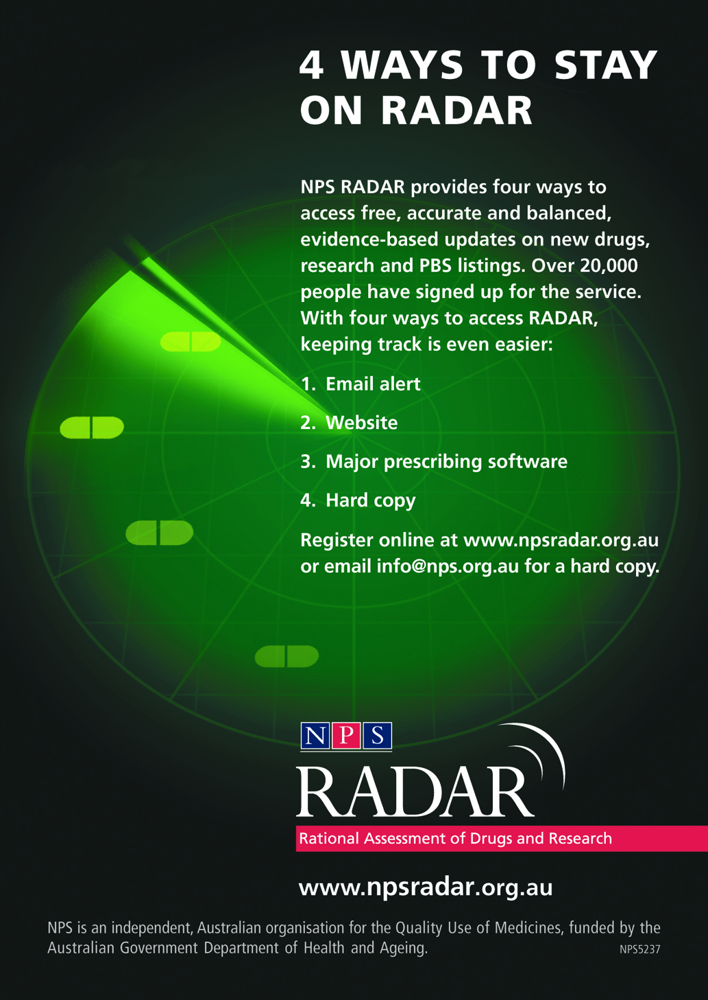 4 WAYS TO STAY
ON RADAR
NPS RADAR provides four ways to
access free, accurate and balanced,
evidence-based updates on new drugs,
research and PBS listings. Over 20,000
people have signed up for the service.
With four ways to access RADAR,
keeping track is even easier:
1. Email alert
2. Website
3. Major prescribing software
4. Hard copy
Register online at www.npsradar.org.au
or email info@nps.org.au for a hard copy.
NPS
RADAR
Rational Assessment of Drugs and Research
www.npsradar.org.au
NPS is an independent, Australian organisation for the Quality Use of Medicines, funded by the
Australian Government Department of Health and Ageing.
NPS5237